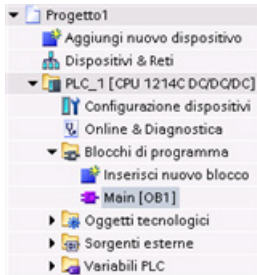 Progetto1
Aggiungi nuovo dispositivo
Dispositivi & Reti
PLC_1 [CPU 1214C DC/DC/DC]
Configurazione dispositivi
Online & Diagnostica
Blocchi di programma
Inserisci nuovo blocco
Main [OB1]
Oggetti tecnologici
Sorgenti esterne
Variabili PLC